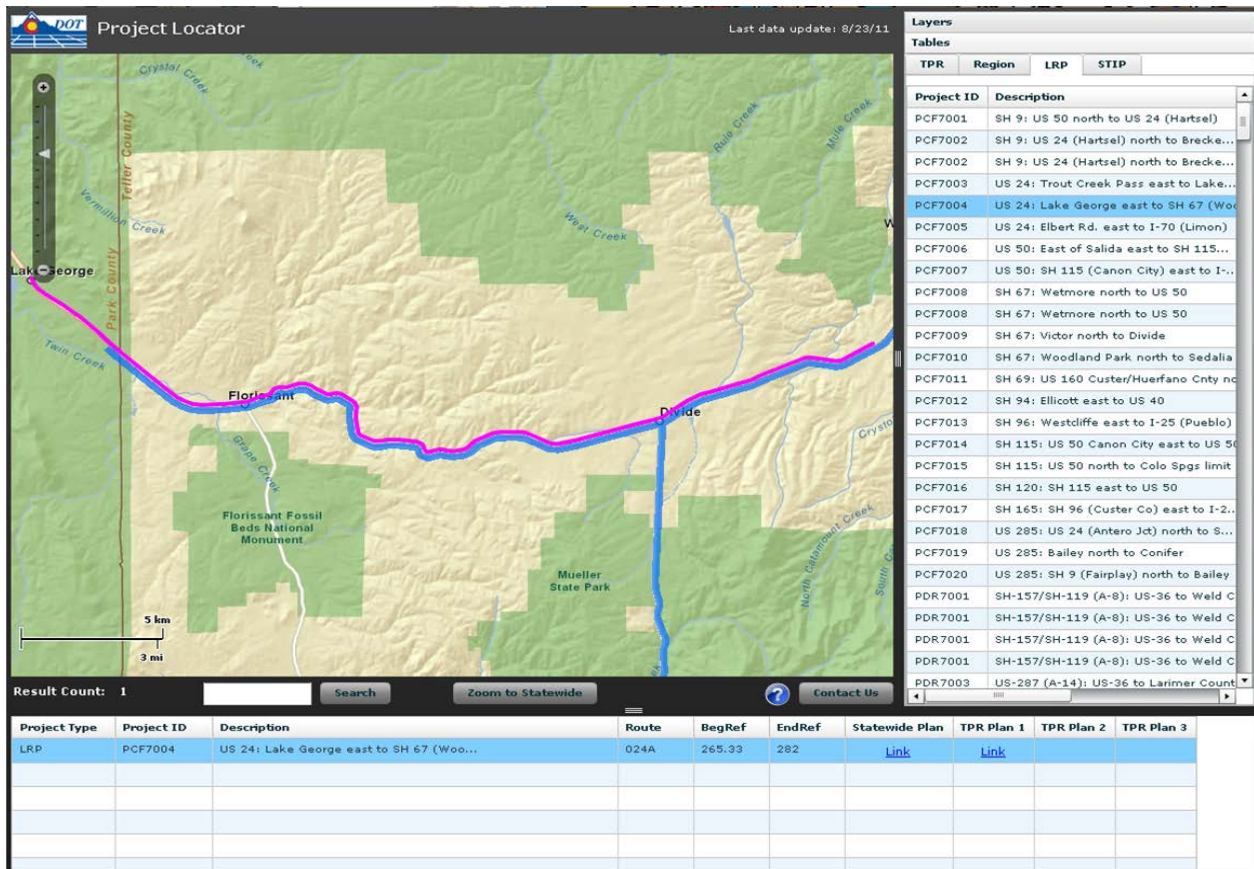 DOT
Project Locator
Last data update: 8/23/11
Crystal Creek
Teller County
Park County
Vermillion Creek
Rule Creek
Mule Creek
West Creek
W
Lake George
Twin Creek
Florissant
Divide
Grape Creek
Crysto
Florissant Fossil
Beds National
Monument
Mueller
State Park
North Catamount Creek
South Ca
5 km
3 mi
Layers
Tables
TPR Region LRP STIP
Project ID Description
PCF7001 SH 9: US 50 north to US 24 (Hartsel)
PCF7002 SH 9: US 24 (Hartsel) north to Brecke...
PCF7002 SH 9: US 24 (Hartsel) north to Brecke...
PCF7003 US 24: Trout Creek Pass east to Lake...
PCF7004 US 24: Lake George east to SH 67 (Woo
PCF7005 US 24: Elbert Rd. east to I-70 (Limon)
PCF7006 US 50: East of Salida east to SH 115...
PCF7007 US 50: SH 115 (Canon City) east to I-..
PCF7008 SH 67: Wetmore north to US 50
PCF7008 SH 67: Wetmore north to US 50
PCF7009 SH 67: Victor north to Divide
PCF7010 SH 67: Woodland Park north to Sedalia
PCF7011 SH 69: US 160 Custer/Huerfano Cnty no
PCF7012 SH 94: Ellicott east to US 40
PCF7013 SH 96: Westcliffe east to I-25 (Pueblo)
PCF7014 SH 115: US 50 Canon City east to US 50
PCF7015 SH 115: US 50 north to Colo Spgs limit
PCF7016 SH 120: SH 115 east to US 50
PCF7017 SH 165: SH 96 (Custer Co) east to I-2..
PCF7018 US 285: US 24 (Antero Jct) north to S...
PCF7019 US 285: Bailey north to Conifer
PCF7020 US 285: SH 9 (Fairplay) north to Bailey
PDR7001 SH-157/SH-119 (A-8): US-36 to Weld C
PDR7001 SH-157/SH-119 (A-8): US-36 to Weld C
PDR7001 SH-157/SH-119 (A-8): US-36 to Weld C
PDR7001 SH-157/SH-119 (A-8): US-36 to Weld C
PDR7003 US-287 (A-14): US-36 to Larimer Count
Result Count: 1 Search Zoom to Statewide ? Contact Us
Project Type Project ID Description Route BegRef EndRef Statewide Plan TPR Plan 1 TPR Plan 2 TPR Plan 3
LRP PCF7004 US 24: Lake George east to SH 67 (Woo... 024A 265.33 282 Link Link